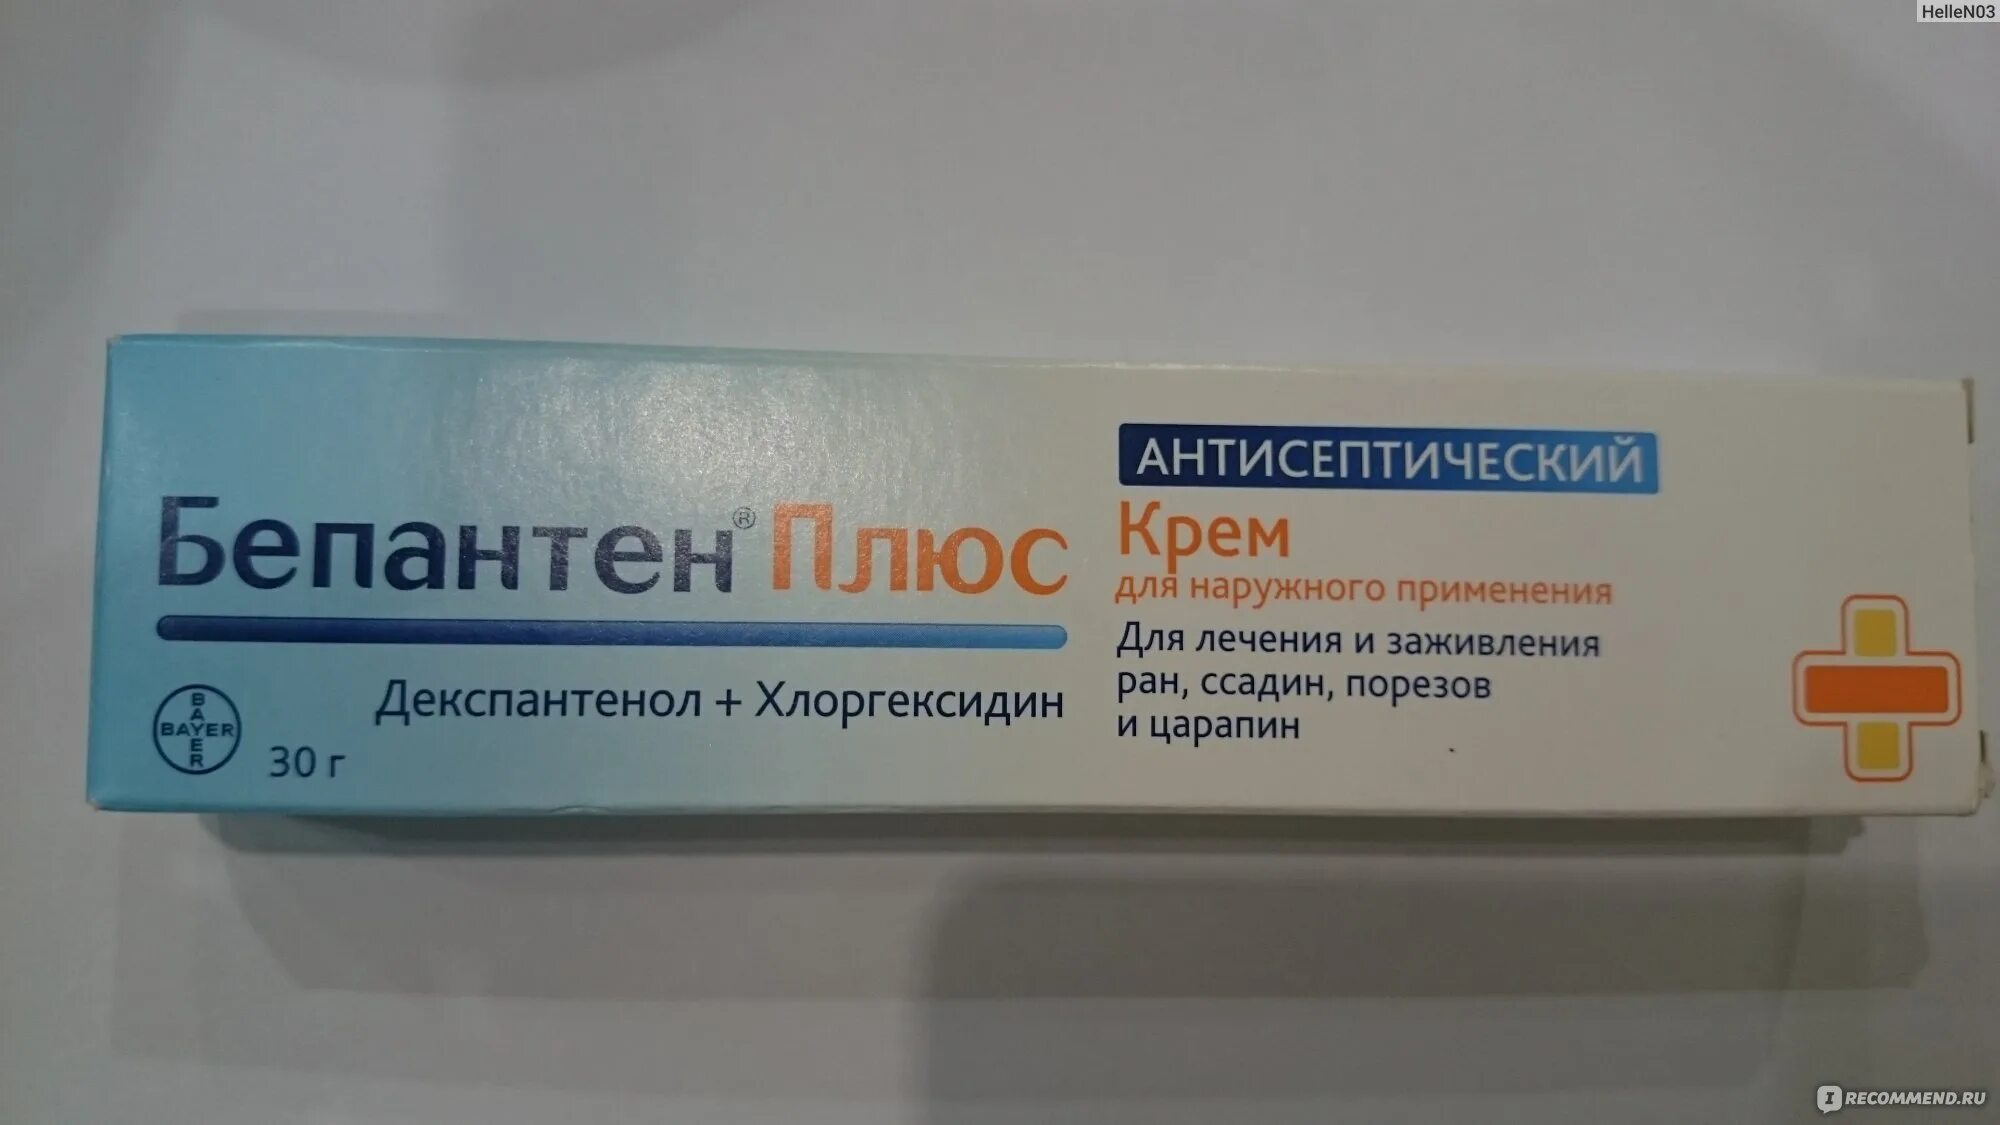 HelleN03
Бепантен® Плюс
Декспантенол + Хлоргексидин
BAYER
BAYER
30 г
АНТИСЕПТИЧЕСКИЙ
Крем
для наружного применения
Для лечения и заживления
ран, ссадин, порезов
и царапин
I RECOMMEND.RU